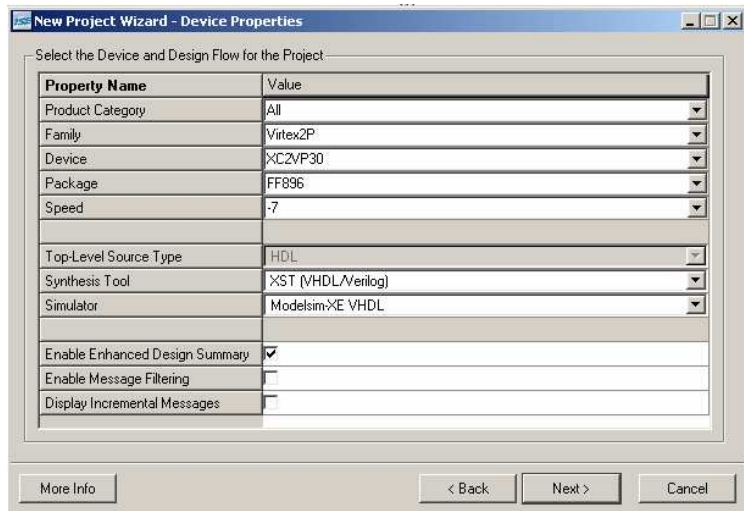 ISE New Project Wizard - Device Properties
Select the Device and Design Flow for the Project
Property Name Value
Product Category All
Family Virtex2P
Device XC2VP30
Package FF896
Speed -7
Top-Level Source Type HDL
Synthesis Tool XST (VHDL/Verilog)
Simulator Modelsim-XE VHDL
Enable Enhanced Design Summary
Enable Message Filtering
Display Incremental Messages
More Info < Back Next > Cancel